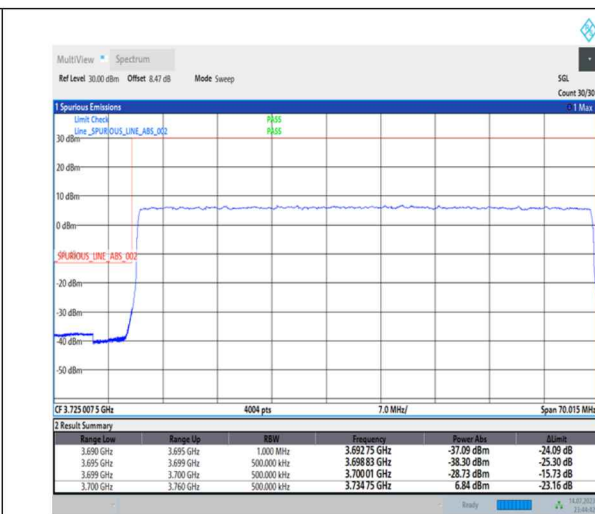 MultiView Spectrum
Ref Level 30.00 dBm Offset 8.47 dB Mode Sweep SGL
Count 30/30
1 Spurious Emissions 1 Max
Limit Check PASS
Line _SPURIOUS_LINE_ABS_002 PASS
30 dBm
20 dBm
10 dBm
0 dBm
_SPURIOUS_LINE_ABS_002
-20 dBm
-30 dBm
-40 dBm
-50 dBm
CF 3.725 007 5 GHz 4004 pts 7.0 MHz/ Span 70.015 MHz
2 Result Summary
Range Low Range Up RBW Frequency Power Abs ΔLimit
3.690 GHz 3.695 GHz 1.000 MHz 3.692 75 GHz -37.09 dBm -24.09 dB
3.695 GHz 3.699 GHz 500.000 kHz 3.698 83 GHz -38.30 dBm -25.30 dB
3.699 GHz 3.700 GHz 500.000 kHz 3.700 01 GHz -28.73 dBm -15.73 dB
3.700 GHz 3.760 GHz 500.000 kHz 3.734 75 GHz 6.84 dBm -23.16 dB
Ready